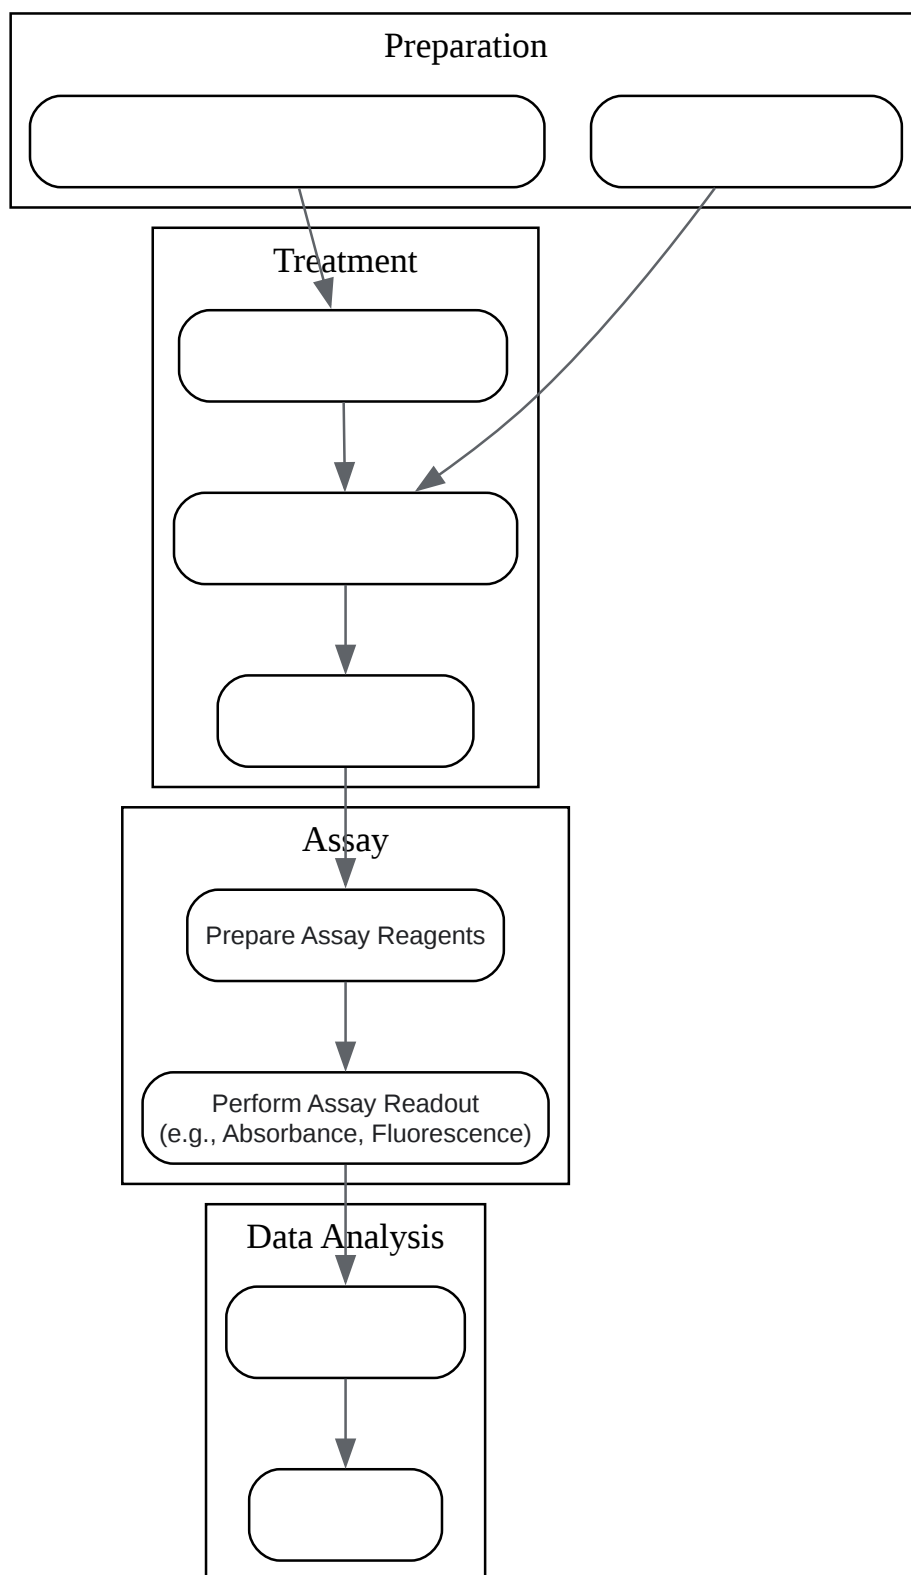 Preparation
Treatment
Assay
Prepare Assay Reagents
Perform Assay Readout
(e.g., Absorbance, Fluorescence)
Data Analysis